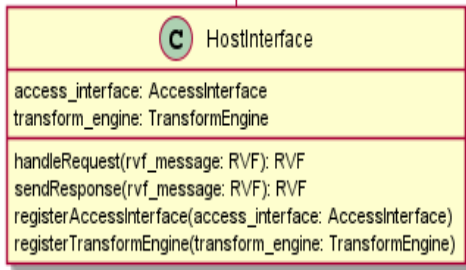 C HostInterface
access_interface: AccessInterface
transform_engine: TransformEngine
handleRequest(rvf_message: RVF): RVF
sendResponse(rvf_message: RVF): RVF
registerAccessInterface(access_interface: AccessInterface)
registerTransformEngine(transform_engine: TransformEngine)